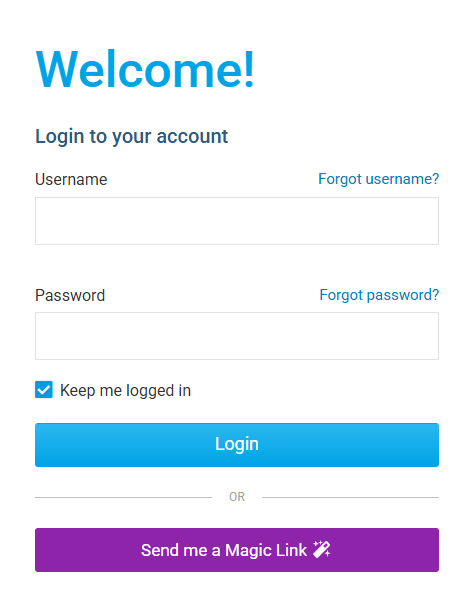 Welcome!
Login to your account
Username Forgot username?
Password Forgot password?
Keep me logged in
Login
OR
Send me a Magic Link